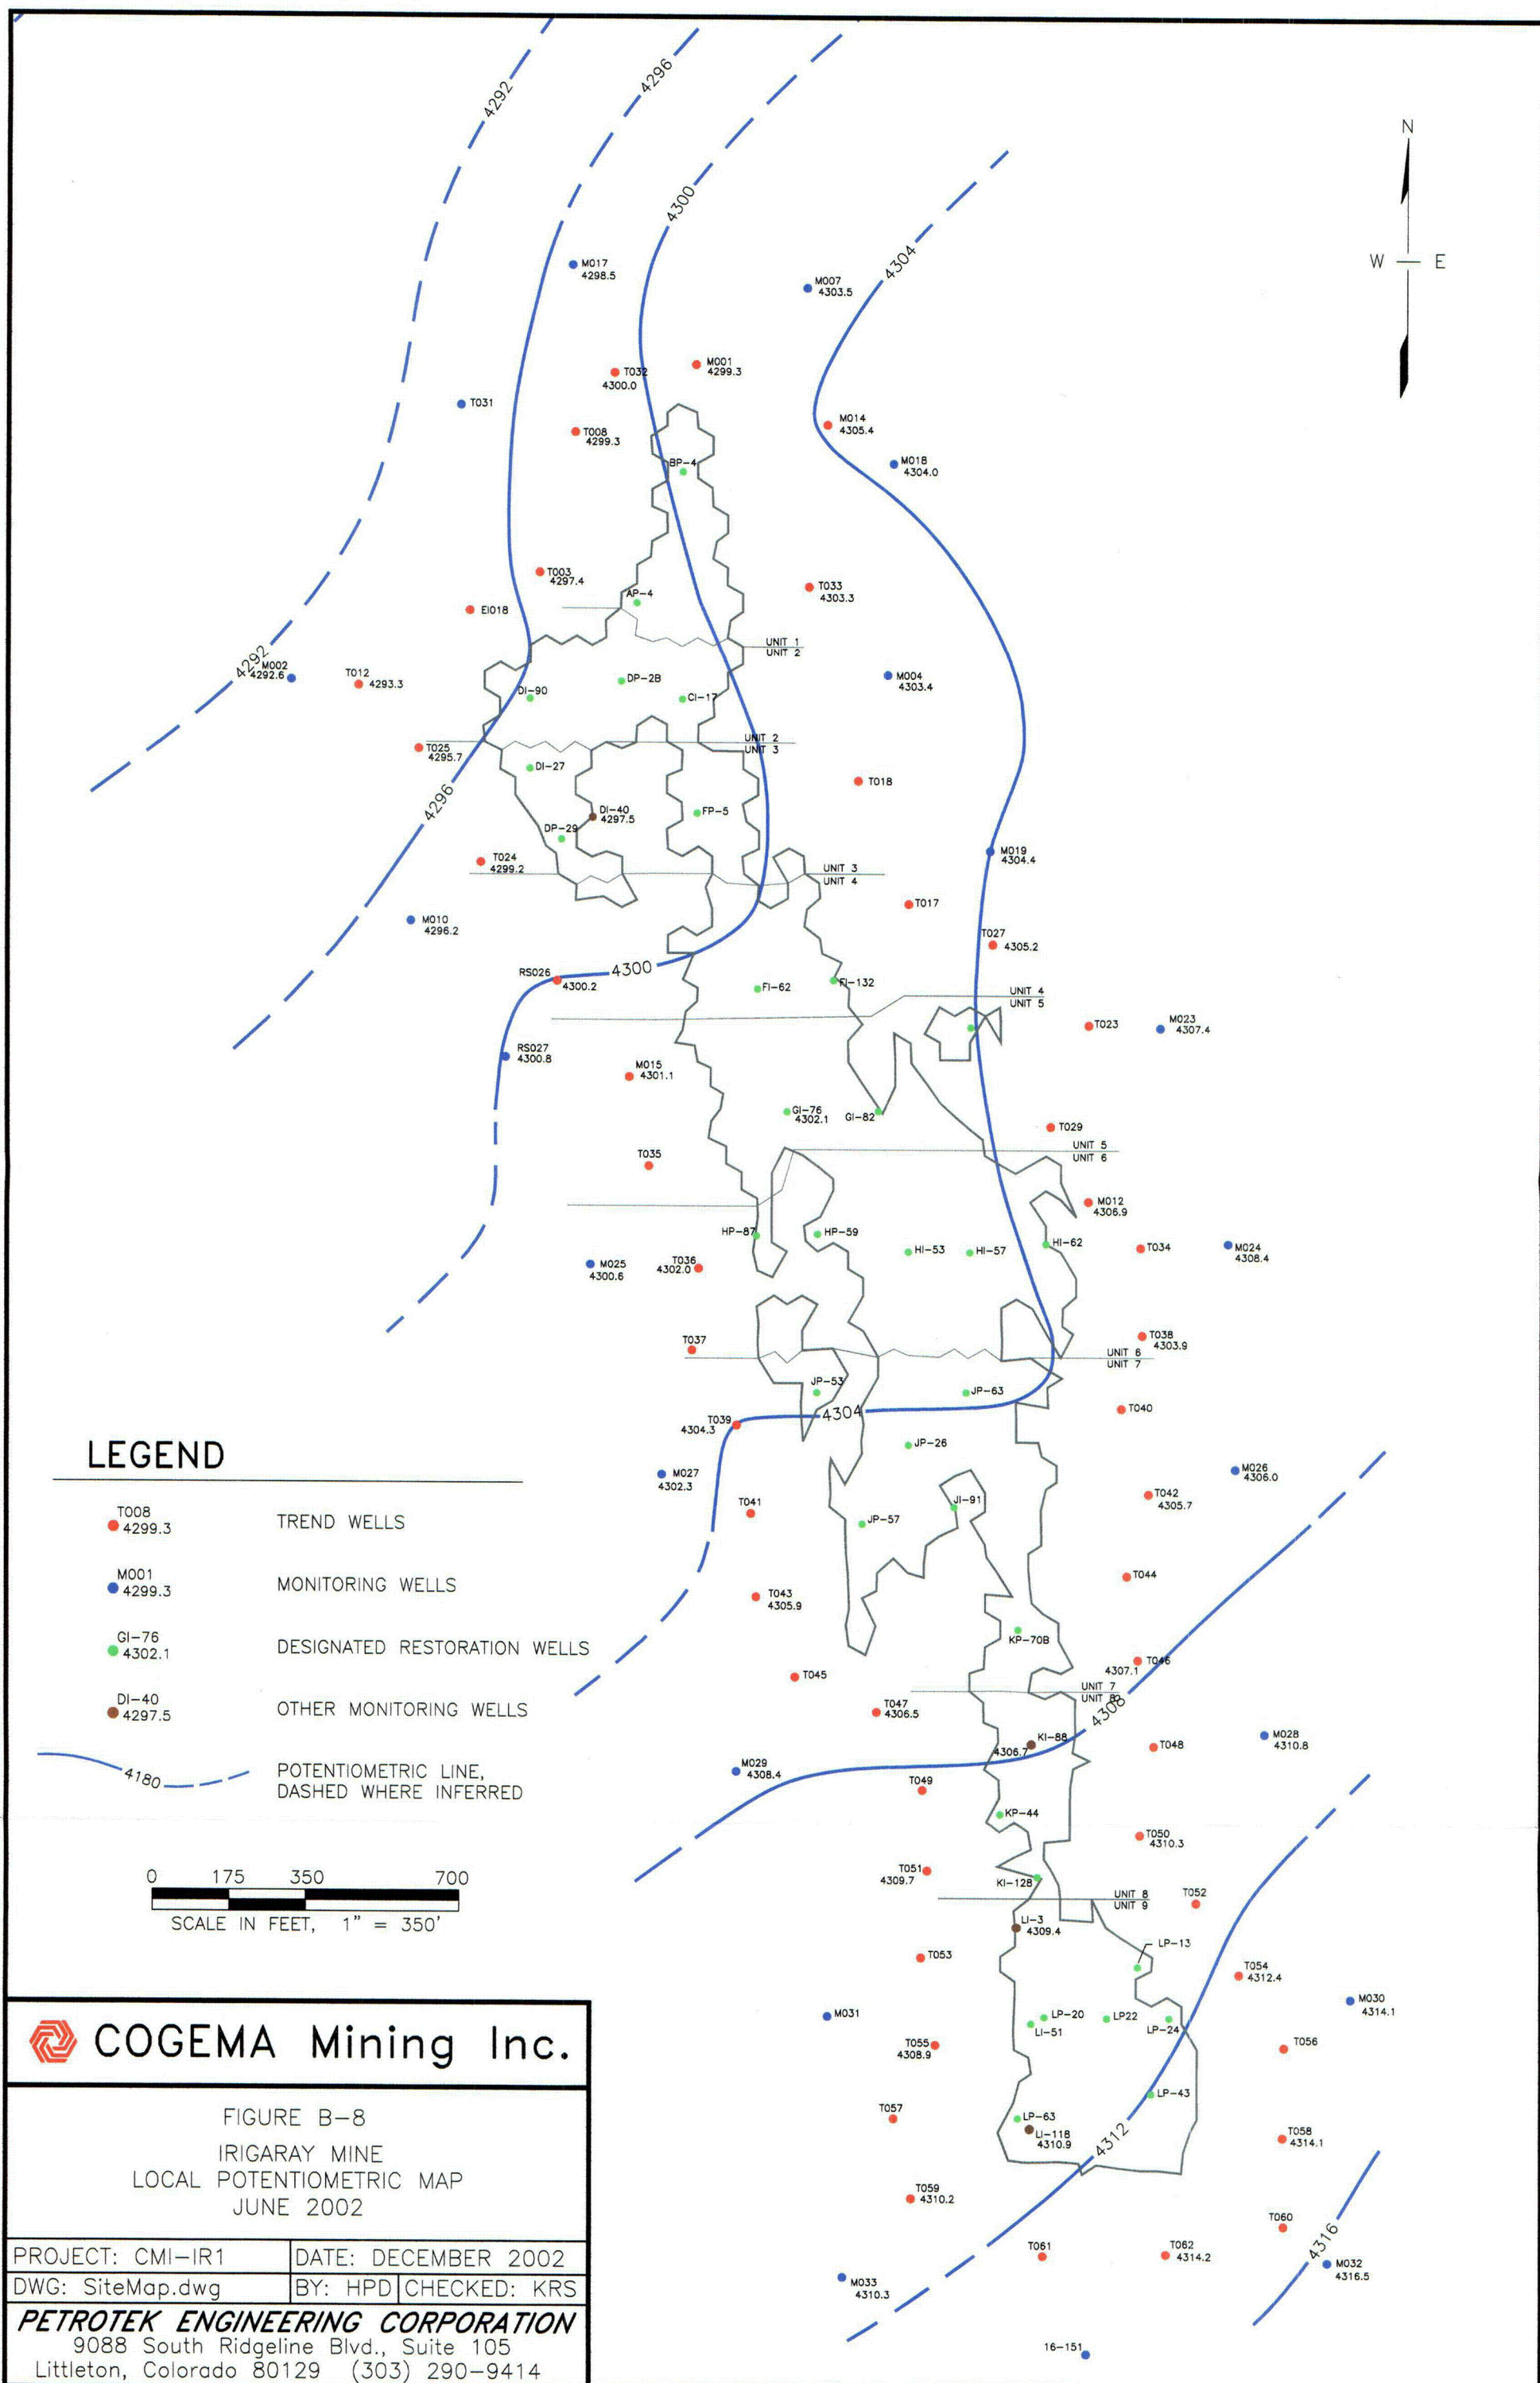 4292
4296
4300
4304
N
W E
M017
4298.5
M007
4303.5
M001
4299.3
T032
4300.0
T031
T008
4299.3
M014
4305.4
M018
4304.0
BP-4
T003
4297.4
T033
4303.3
EI018
AP-4
UNIT 1
UNIT 2
4292
M002
4292.6
T012
4293.3
DI-90
DP-2B
CI-17
M004
4303.4
T025
4295.7
UNIT 2
UNIT 3
DI-27
T018
4296
DI-40
4297.5
FP-5
DP-29
T024
4299.2
M019
4304.4
UNIT 3
UNIT 4
T017
M010
4296.2
T027
4305.2
RS026
4300.2
4300
FI-62
FI-132
UNIT 4
UNIT 5
T023
M023
4307.4
RS027
4300.8
M015
4301.1
GI-76
4302.1
GI-82
T029
UNIT 5
UNIT 6
T035
M012
4306.9
HP-87
HP-59
HI-53
HI-57
HI-62
T034
M024
4308.4
M025
4300.6
T036
4302.0
T037
T038
4303.9
UNIT 6
UNIT 7
JP-53
JP-63
T040
T039
4304.3
4304
JP-26
M027
4302.3
M026
4306.0
T041
JP-57
JI-91
T042
4305.7
T043
4305.9
T044
KP-70B
T045
T046
4307.1
T047
4306.5
UNIT 7
UNIT 8
4308
KI-88
4306.7
T048
M028
4310.8
M029
4308.4
T049
KP-44
T050
4310.3
T051
4309.7
KI-128
UNIT 8
UNIT 9
T052
LI-3
4309.4
T053
LP-13
T054
4312.4
M030
4314.1
M031
LP-20
LI-51
LP22
LP-24
T055
4308.9
T056
LP-43
T057
LP-63
LI-118
4310.9
4312
T058
4314.1
T059
4310.2
T060
T061
T062
4314.2
4316
M032
4316.5
M033
4310.3
16-151
LEGEND
T008
4299.3
TREND WELLS
M001
4299.3
MONITORING WELLS
GI-76
4302.1
DESIGNATED RESTORATION WELLS
DI-40
4297.5
OTHER MONITORING WELLS
4180
POTENTIOMETRIC LINE,
DASHED WHERE INFERRED
0 175 350 700
SCALE IN FEET, 1" = 350'
COGEMA Mining Inc.
FIGURE B-8
IRIGARAY MINE
LOCAL POTENTIOMETRIC MAP
JUNE 2002
PROJECT: CMI-IR1 DATE: DECEMBER 2002
DWG: SiteMap.dwg BY: HPD CHECKED: KRS
PETROTEK ENGINEERING CORPORATION
9088 South Ridgeline Blvd., Suite 105
Littleton, Colorado 80129 (303) 290-9414